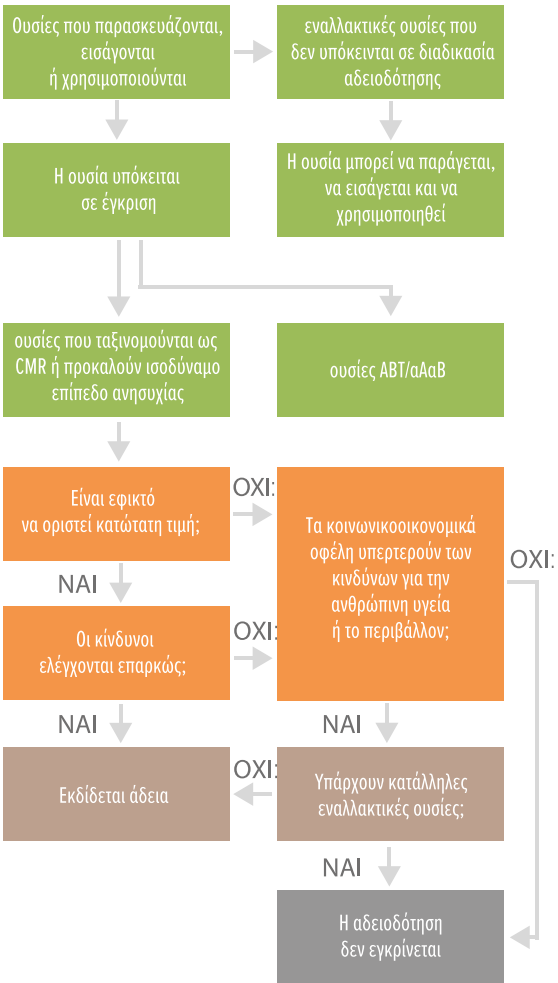 Ουσίες που παρασκευάζονται,
εισάγονται
ή χρησιμοποιούνται
εναλλακτικές ουσίες που
δεν υπόκεινται σε διαδικασία
αδειοδότησης
Η ουσία υπόκειται
σε έγκριση
Η ουσία μπορεί να παράγεται,
να εισάγεται και να
χρησιμοποιηθεί
ουσίες που ταξινομούνται ως
CMR ή προκαλούν ισοδύναμο
επίπεδο ανησυχίας
ουσίες ΑΒΤ/αΑαΒ
Είναι εφικτό
να οριστεί κατώτατη τιμή;
ΟΧΙ:
Τα κοινωνικοοικονομικά
οφέλη υπερτερούν των
κινδύνων για την
ανθρώπινη υγεία
ή το περιβάλλον;
ΟΧΙ:
ΝΑΙ
Οι κίνδυνοι
ελέγχονται επαρκώς;
ΟΧΙ:
ΝΑΙ
ΝΑΙ
Εκδίδεται άδεια
ΟΧΙ:
Υπάρχουν κατάλληλες
εναλλακτικές ουσίες;
ΝΑΙ
Η αδειοδότηση
δεν εγκρίνεται